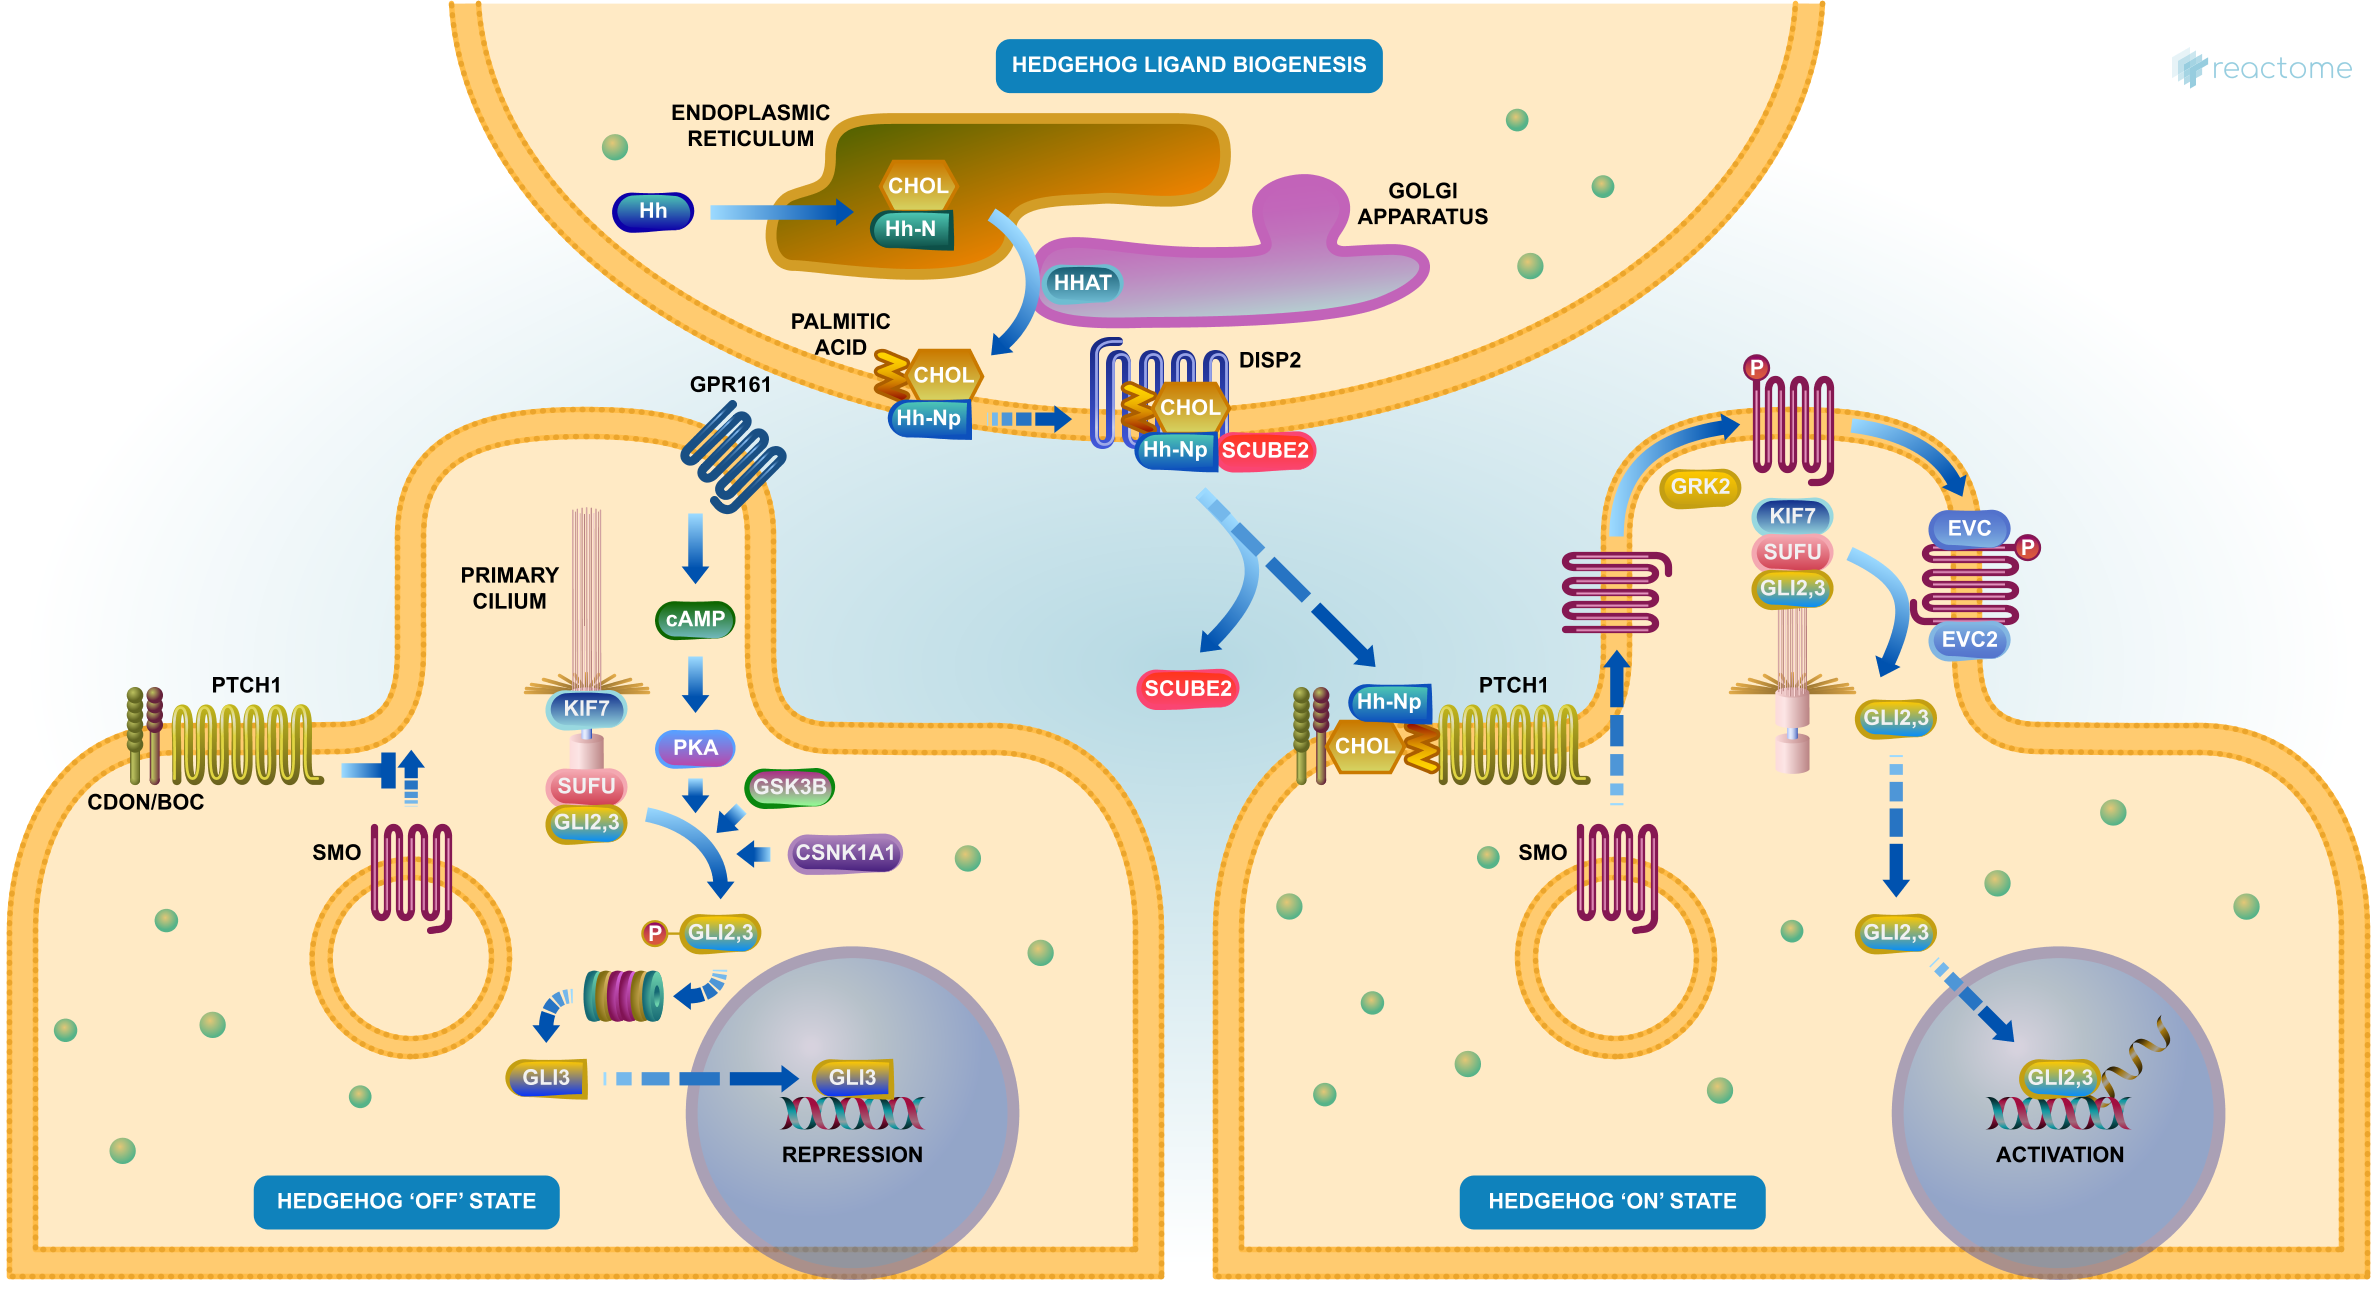 HEDGEHOG LIGAND BIOGENESIS
reactome
ENDOPLASMIC
RETICULUM
CHOL
Hh
Hh-N
GOLGI
APPARATUS
HHAT
PALMITIC
ACID
CHOL
Hh-Np
DISP2
CHOL
Hh-Np
SCUBE2
GPR161
PRIMARY
CILIUM
cAMP
PTCH1
KIF7
PKA
CDON/BOC
SUFU
GSK3B
GLI2,3
SMO
CSNK1A1
P
GLI2,3
GLI3
GLI3
REPRESSION
HEDGEHOG ‘OFF’ STATE
SCUBE2
P
GRK2
KIF7
SUFU
GLI2,3
EVC
P
EVC2
Hh-Np
PTCH1
CHOL
GLI2,3
SMO
GLI2,3
GLI2,3
ACTIVATION
HEDGEHOG ‘ON’ STATE